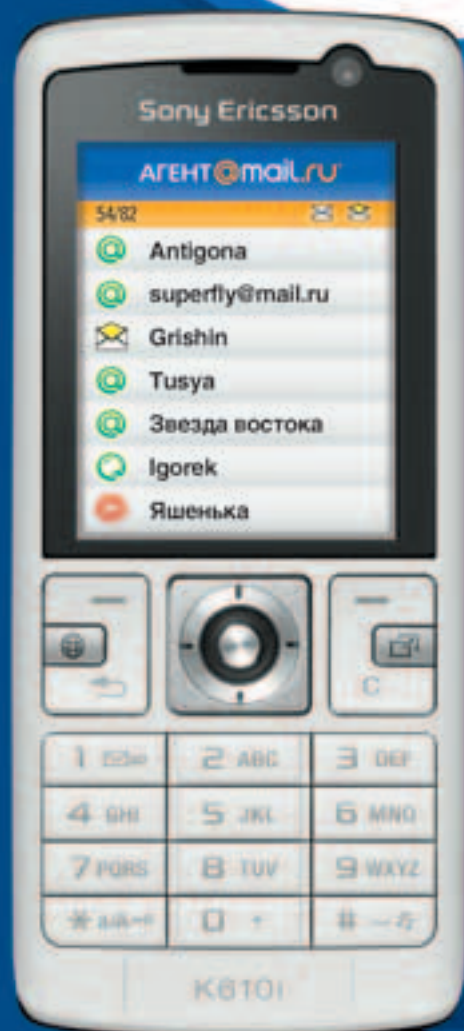 Sony Ericsson
агент@mail.ru
54/82
Antigona
superfly@mail.ru
Grishin
Tusya
Звезда востока
Igorek
Яшенька
C
1
2 ABC
3 DEF
4 GHI
5 JKL
6 MNO
7 PQRS
8 TUV
9 WXYZ
* a/A
0 +
#
K610i